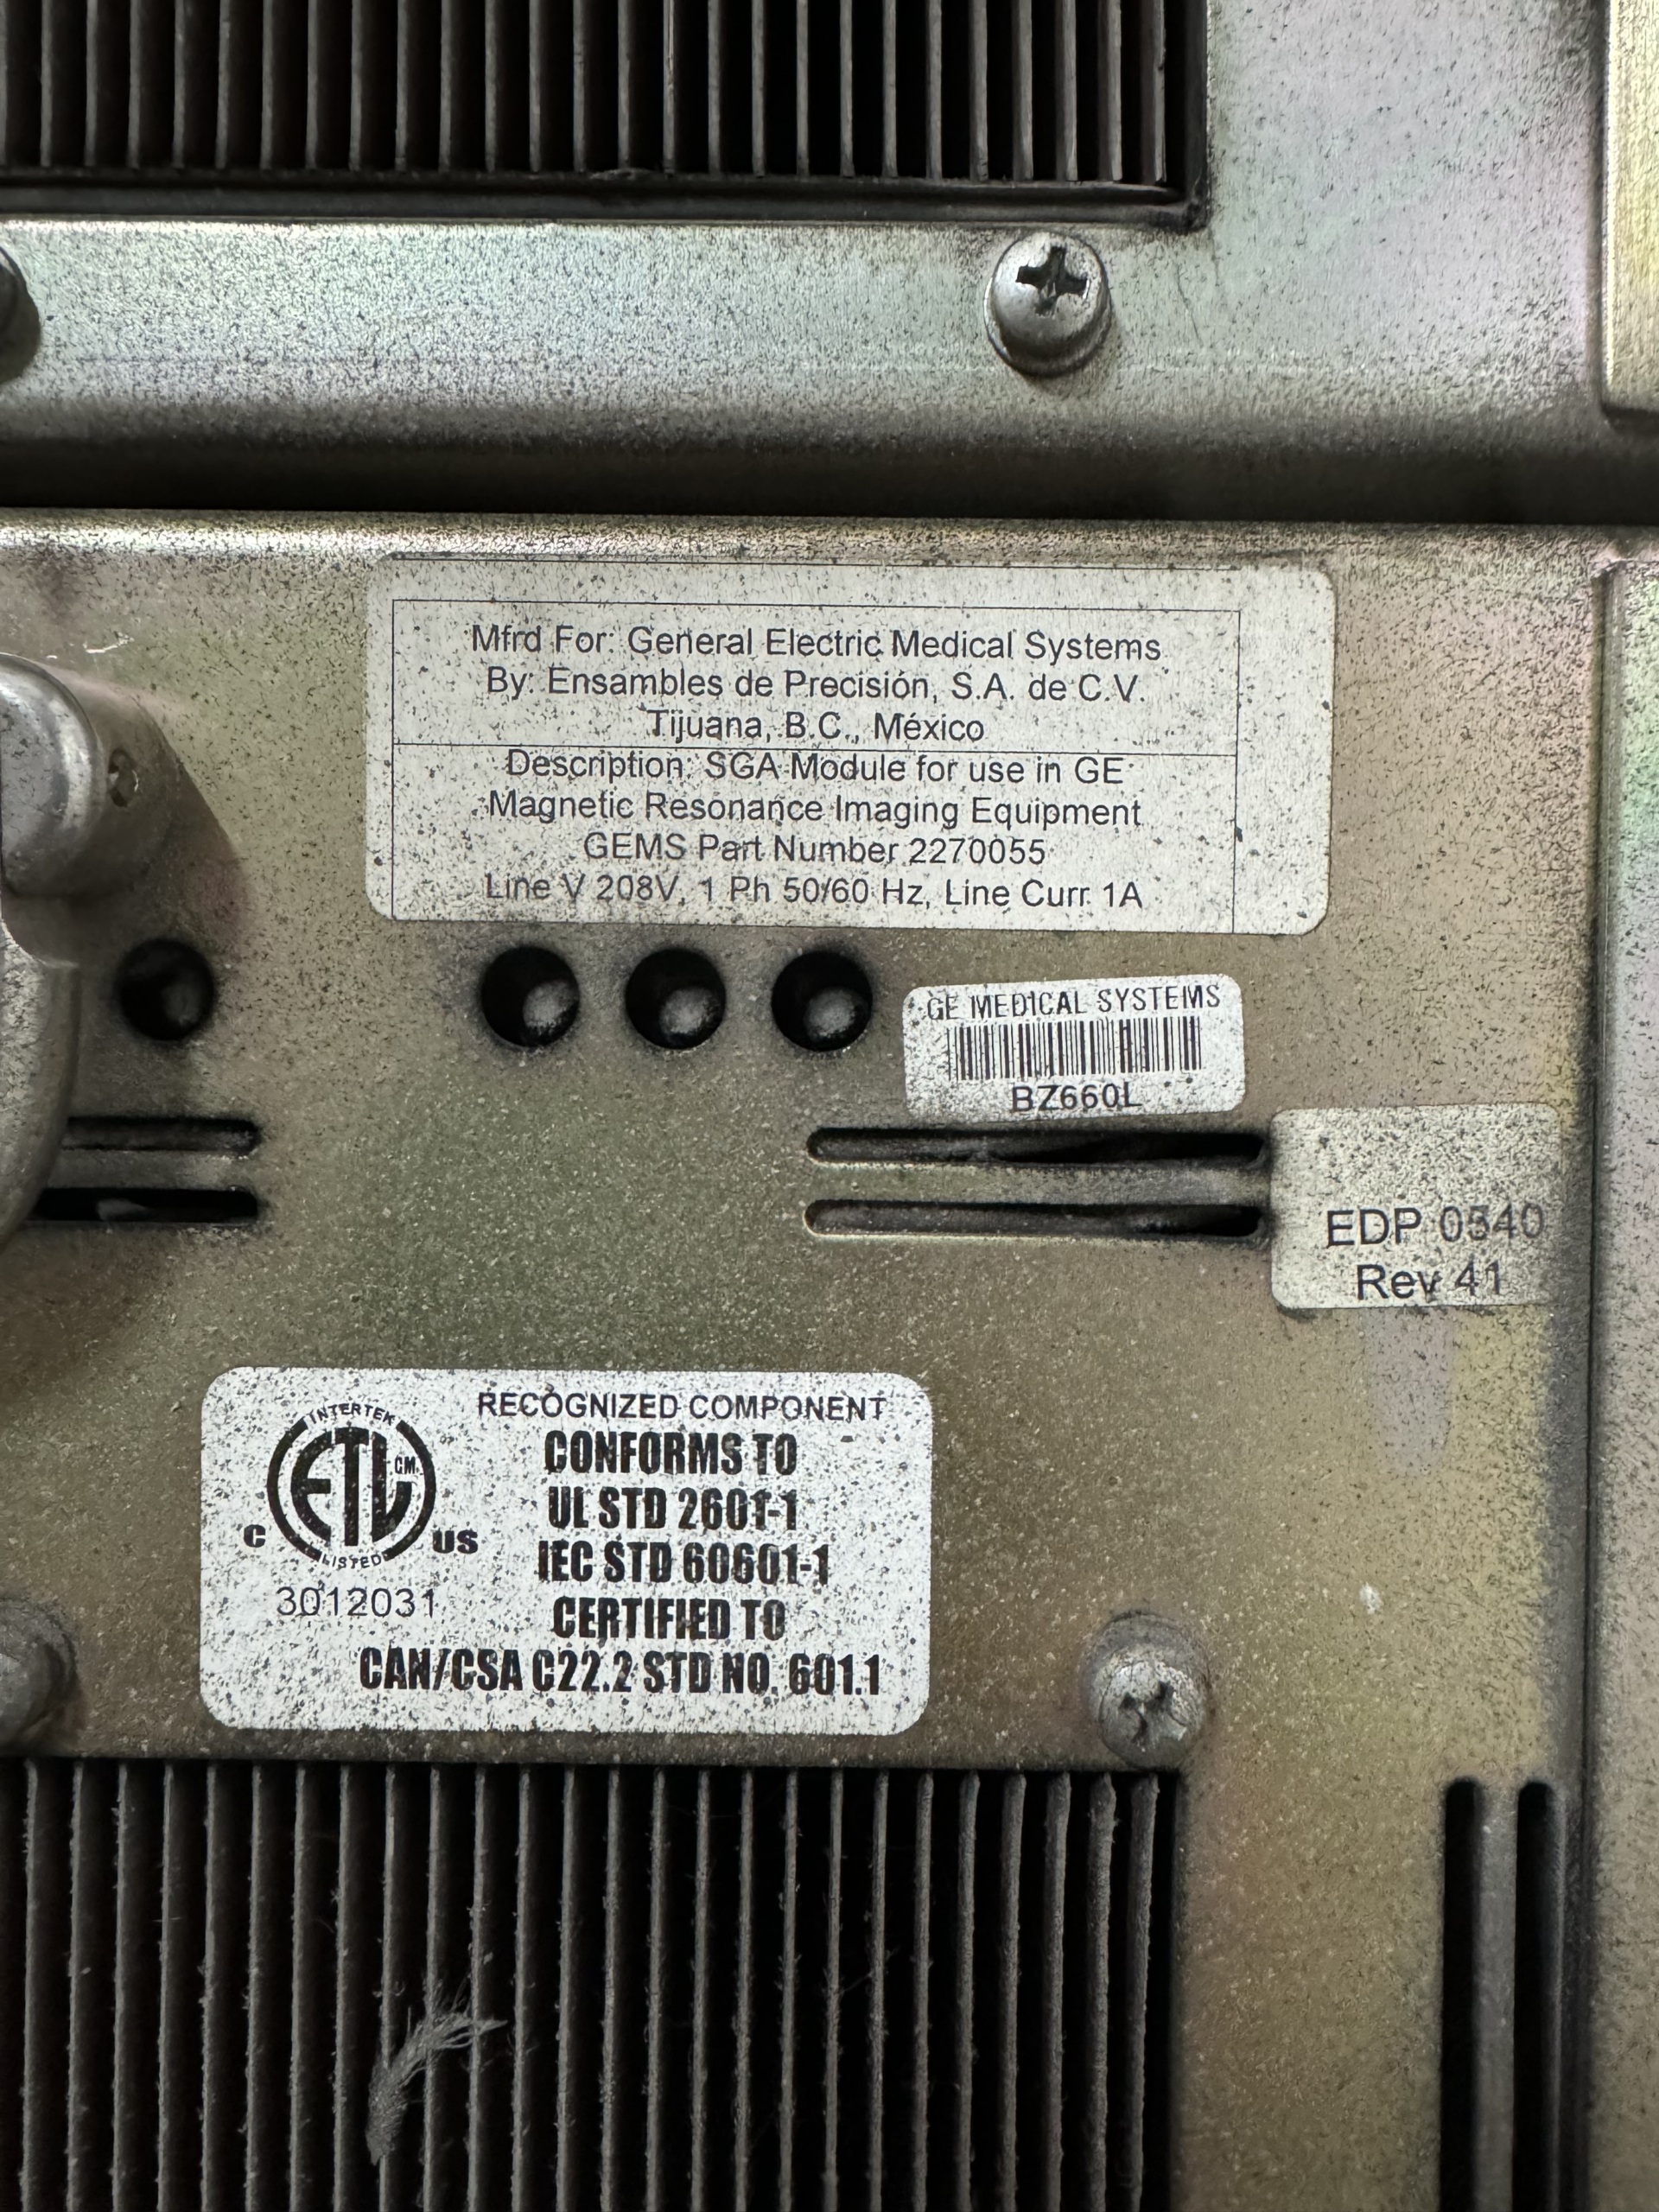 Mfrd For: General Electric Medical Systems
By: Ensambles de Precisión, S.A. de C.V.
Tijuana, B.C., México
Description: SGA Module for use in GE
Magnetic Resonance Imaging Equipment
GEMS Part Number 2270055
Line V 208V, 1 Ph 50/60 Hz, Line Curr 1A
GE MEDICAL SYSTEMS
BZ660L
EDP 0540
Rev 41
RECOGNIZED COMPONENT
INTERTEK
ETL CM
LISTED
C US
3012031
CONFORMS TO
UL STD 2601-1
IEC STD 60601-1
CERTIFIED TO
CAN/CSA C22.2 STD NO. 601.1